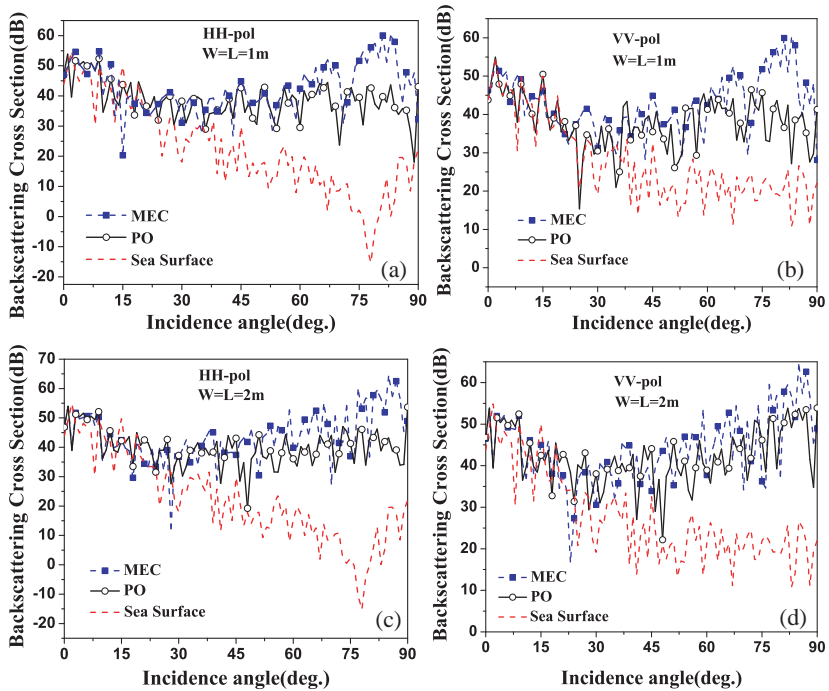 HH-pol
W=L=1m
Backscattering Cross Section(dB)
60
50
40
30
20
10
0
-10
-20
MEC
PO
Sea Surface
(a)
0 15 30 45 60 75 90
Incidence angle(deg.)
VV-pol
W=L=1m
Backscattering Cross Section(dB)
60
50
40
30
20
10
0
MEC
PO
Sea Surface
(b)
0 15 30 45 60 75 90
Incidence angle(deg.)
HH-pol
W=L=2m
Backscattering Cross Section(dB)
70
60
50
40
30
20
10
0
-10
-20
MEC
PO
Sea Surface
(c)
0 15 30 45 60 75 90
Incidence angle(deg.)
VV-pol
W=L=2m
Backscattering Cross Section(dB)
60
50
40
30
20
10
0
MEC
PO
Sea Surface
(d)
0 15 30 45 60 75 90
Incidence angle(deg.)